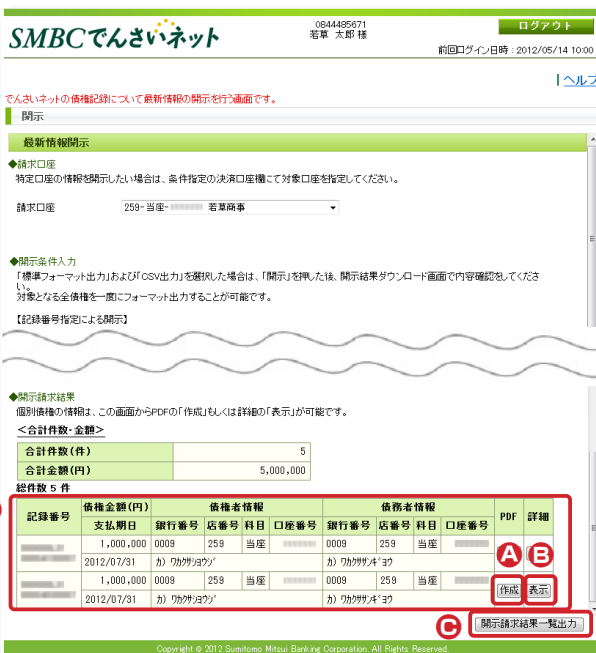 SMBCでんさいネット
0844485671
若草 太郎 様
ログアウト
前回ログイン日時：2012/05/14 10:00
ヘルプ
でんさいネットの債権記録について最新情報の開示を行う画面です。
開示
最新情報開示
◆請求口座
特定口座の情報を開示したい場合は、条件指定の決済口座欄にて対象口座を指定してください。
請求口座 259-当座- 若草商事
◆開示条件入力
「標準フォーマット出力」および「CSV出力」を選択した場合は、「開示」を押した後、開示結果ダウンロード画面で内容確認をしてくださ
い。
対象となる全債権を一度にフォーマット出力することが可能です。
【記録番号指定による開示】
◆開示請求結果
個別債権の情報は、この画面からPDFの「作成」もしくは詳細の「表示」が可能です。
＜合計件数・金額＞
合計件数(件) 5
合計金額(円) 5,000,000
総件数 5 件
記録番号 債権金額(円) 債権者情報 債務者情報 PDF 詳細
支払期日 銀行番号 店番号 科目 口座番号 銀行番号 店番号 科目 口座番号
1,000,000 0009 259 当座 0009 259 当座
A B
2012/07/31 カ）ワカクサシヨウジ カ）ワカクササンギヨウ
1,000,000 0009 259 当座 0009 259 当座
作成 表示
2012/07/31 カ）ワカクサシヨウジ カ）ワカクササンギヨウ
C 開示請求結果一覧出力
Copyright © 2012 Sumitomo Mitsui Banking Corporation. All Rights Reserved.